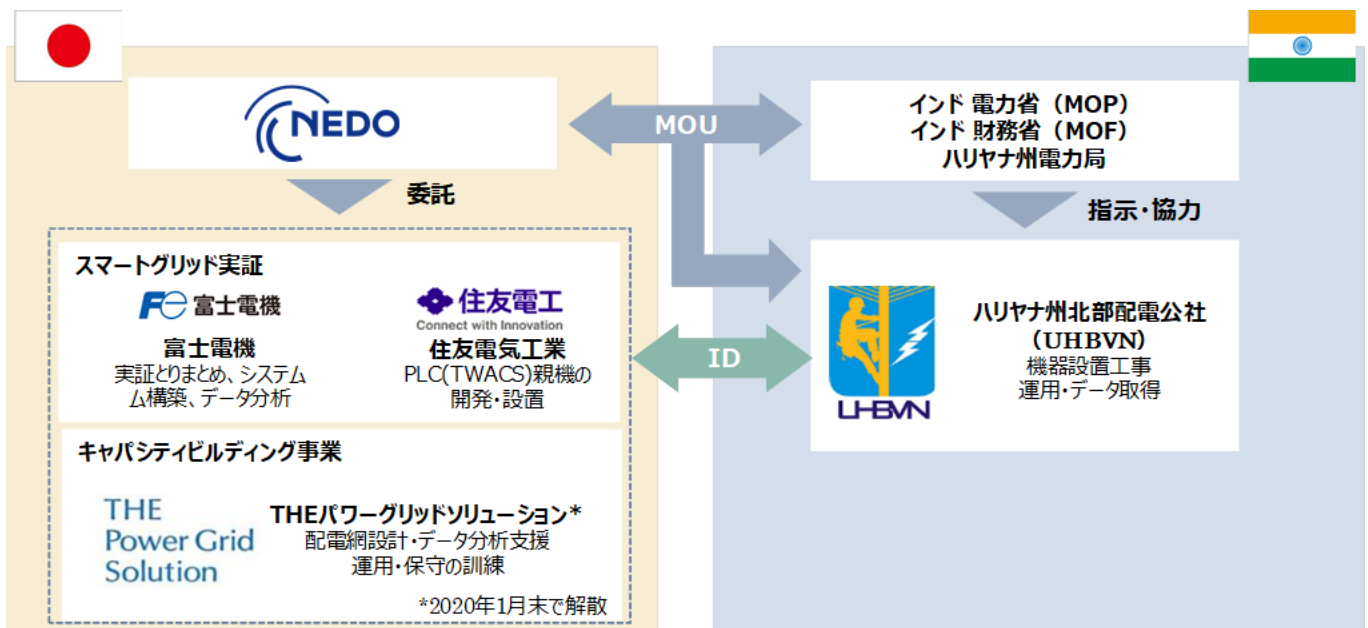 NEDO
MOU
インド 電力省（MOP）
インド 財務省（MOF）
ハリヤナ州電力局
委託
指示・協力
スマートグリッド実証
Fe 富士電機
富士電機
実証とりまとめ、システム
ム構築、データ分析
住友電工
Connect with Innovation
住友電気工業
PLC(TWACS)親機の
開発・設置
ID
UHBVN
ハリヤナ州北部配電公社
（UHBVN）
機器設置工事
運用・データ取得
キャパシティビルディング事業
THE
Power Grid
Solution
THEパワーグリッドソリューション*
配電網設計・データ分析支援
運用・保守の訓練
*2020年1月末で解散